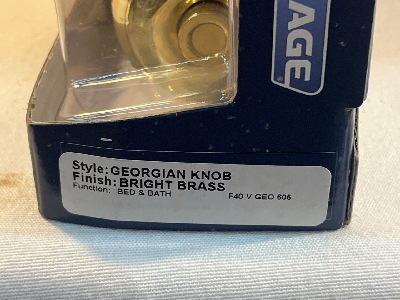 AGE
Style: GEORGIAN KNOB
Finish: BRIGHT BRASS
Function: BED & BATH F40 V GEO 605